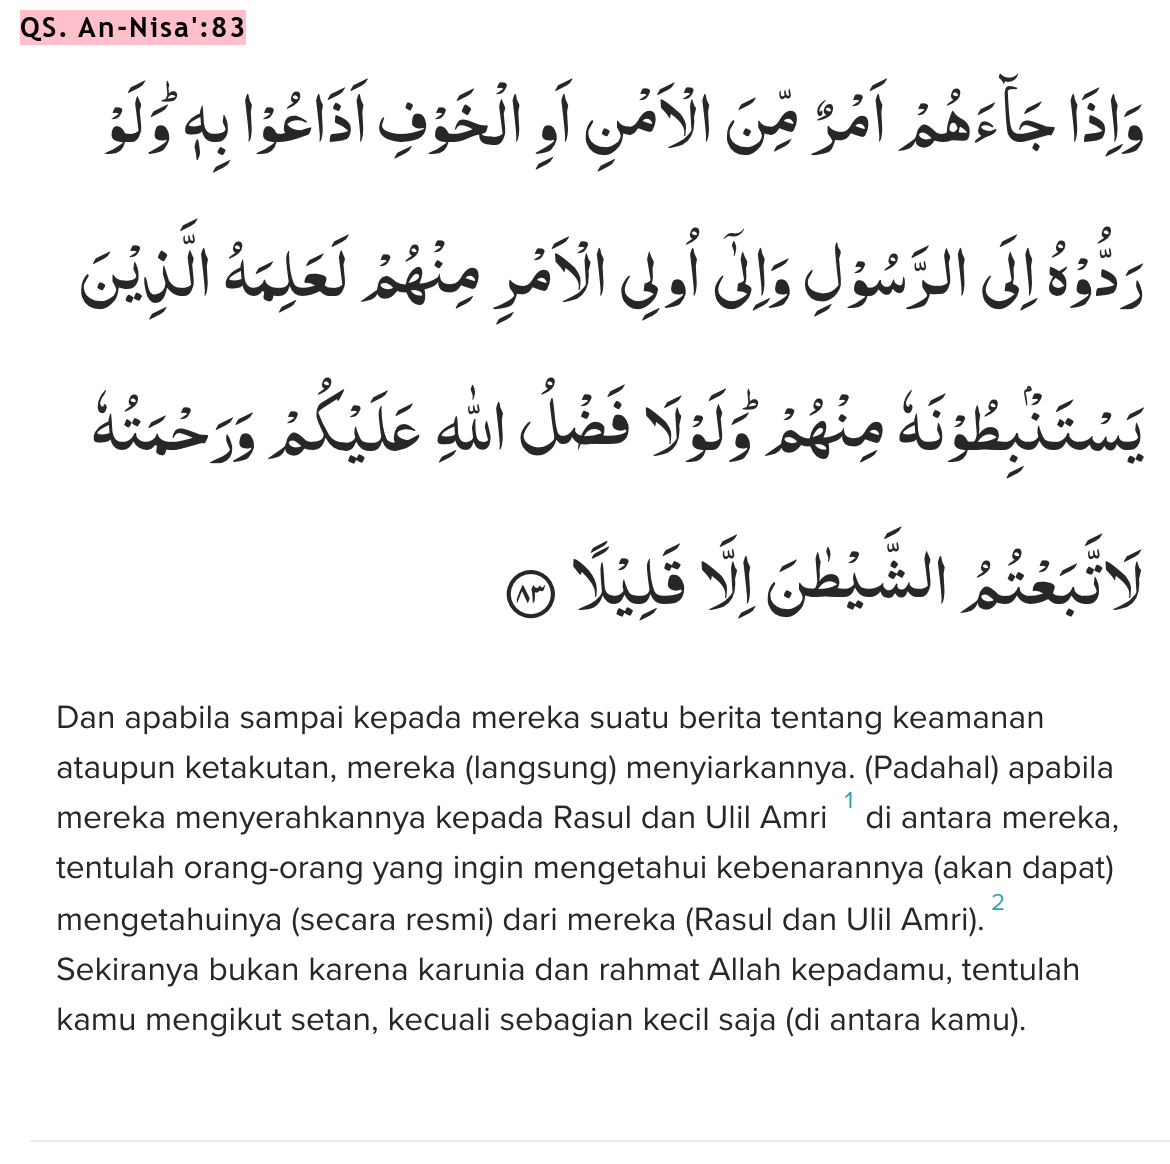 QS. An-Nisa':83
وَاِذَا جَاۤءَهُمْ اَمْرٌ مِّنَ الْاَمْنِ اَوِ الْخَوْفِ اَذَاعُوْا بِهٖ ۗ وَلَوْ
رَدُّوْهُ اِلَى الرَّسُوْلِ وَاِلٰٓى اُولِى الْاَمْرِ مِنْهُمْ لَعَلِمَهُ الَّذِيْنَ
يَسْتَنْۢبِطُوْنَهٗ مِنْهُمْ ۗ وَلَوْلَا فَضْلُ اللّٰهِ عَلَيْكُمْ وَرَحْمَتُهٗ
لَاتَّبَعْتُمُ الشَّيْطٰنَ اِلَّا قَلِيْلًا ٨٣
Dan apabila sampai kepada mereka suatu berita tentang keamanan
ataupun ketakutan, mereka (langsung) menyiarkannya. (Padahal) apabila
mereka menyerahkannya kepada Rasul dan Ulil Amri 1 di antara mereka,
tentulah orang-orang yang ingin mengetahui kebenarannya (akan dapat)
mengetahuinya (secara resmi) dari mereka (Rasul dan Ulil Amri). 2
Sekiranya bukan karena karunia dan rahmat Allah kepadamu, tentulah
kamu mengikut setan, kecuali sebagian kecil saja (di antara kamu).